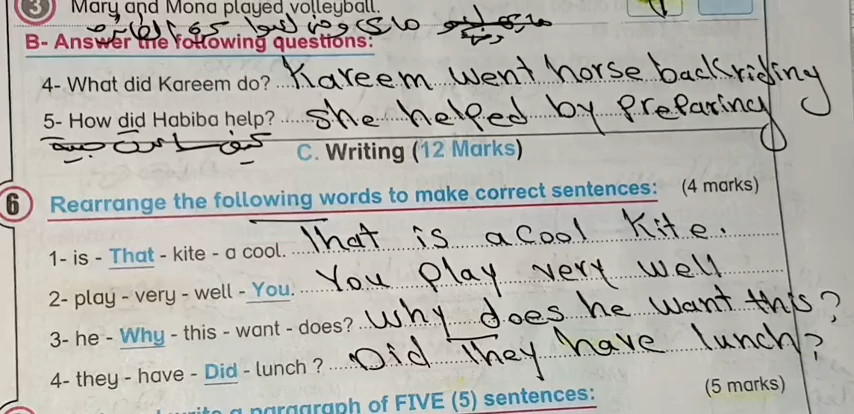 3 Mary and Mona played volleyball.
B- Answer the following questions:
4- What did Kareem do? Kareem went horse backriding
5- How did Habiba help? she helped by preparing
C. Writing (12 Marks)
6 Rearrange the following words to make correct sentences: (4 marks)
1- is - That - kite - a cool. That is a cool kite.
2- play - very - well - You. You play very well
3- he - Why - this - want - does? why does he want this?
4- they - have - Did - lunch ? Did they have lunch?
a paragraph of FIVE (5) sentences: (5 marks)